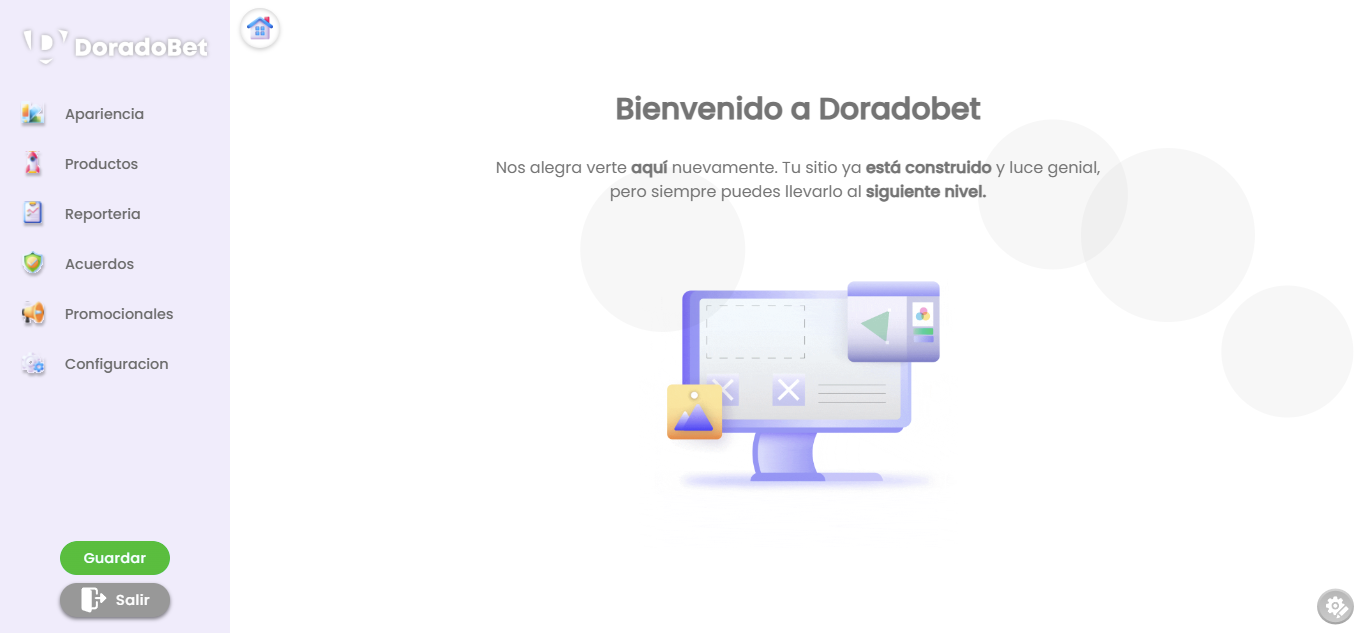 DoradoBet
Apariencia
Productos
Reporteria
Acuerdos
Promocionales
Configuracion
Guardar
Salir
Bienvenido a Doradobet
Nos alegra verte aquí nuevamente. Tu sitio ya está construido y luce genial,
pero siempre puedes llevarlo al siguiente nivel.